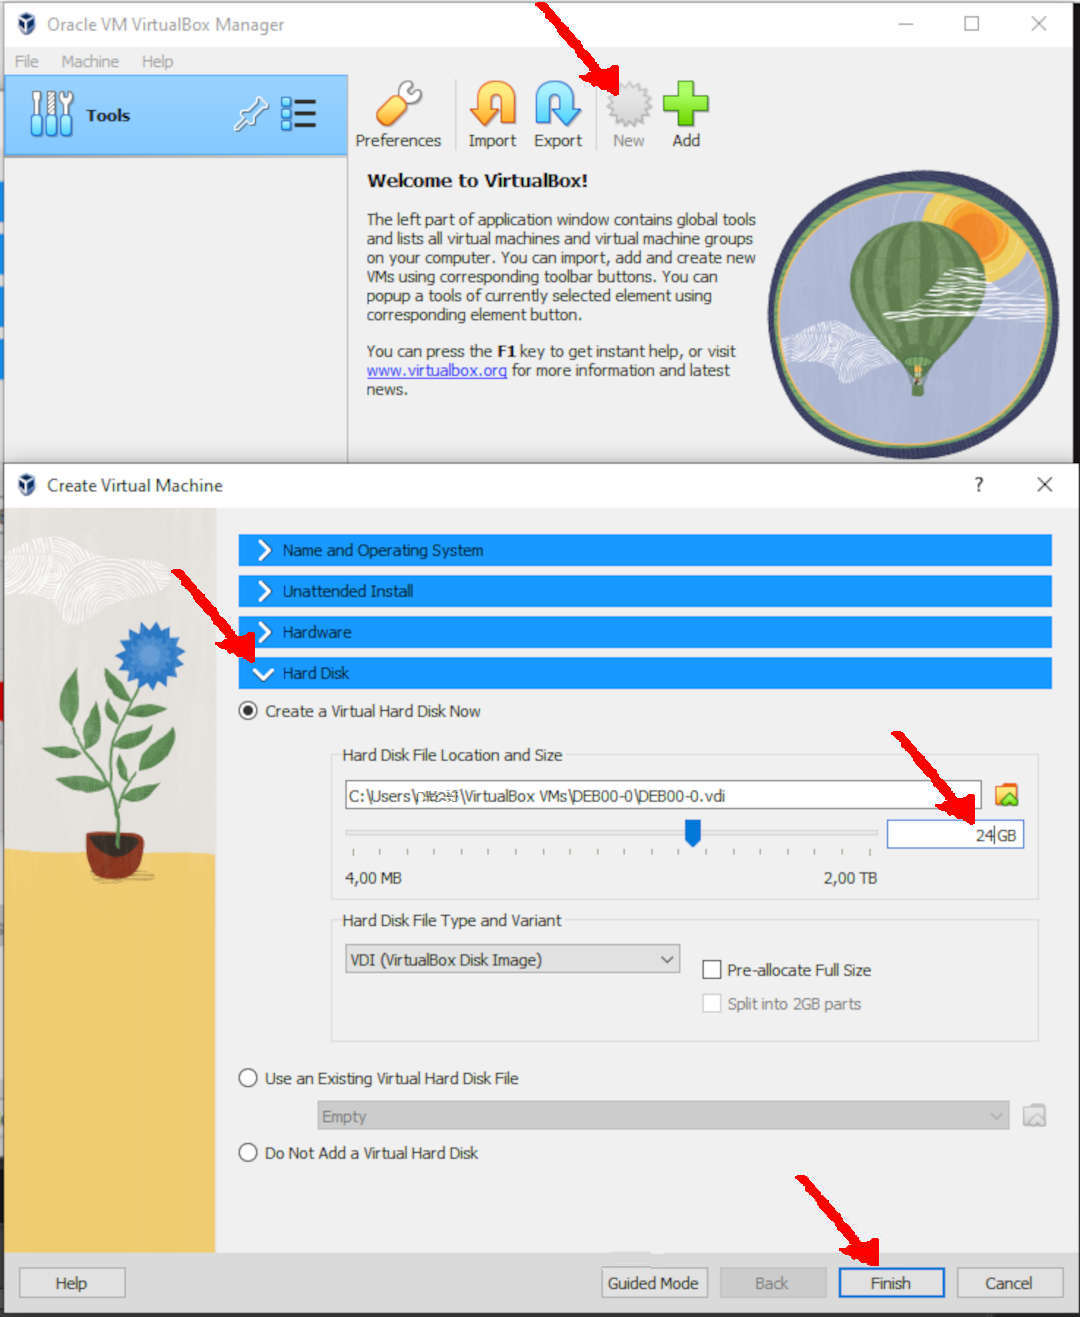 Oracle VM VirtualBox Manager
File Machine Help
Tools
Preferences Import Export New Add
Welcome to VirtualBox!
The left part of application window contains global tools
and lists all virtual machines and virtual machine groups
on your computer. You can import, add and create new
VMs using corresponding toolbar buttons. You can
popup a tools of currently selected element using
corresponding element button.
You can press the F1 key to get instant help, or visit
www.virtualbox.org for more information and latest
news.
Create Virtual Machine
?
Name and Operating System
Unattended Install
Hardware
Hard Disk
Create a Virtual Hard Disk Now
Hard Disk File Location and Size
C:\Users\ \VirtualBox VMs\DEB00-0\DEB00-0.vdi
24 GB
4,00 MB 2,00 TB
Hard Disk File Type and Variant
VDI (VirtualBox Disk Image)
Pre-allocate Full Size
Split into 2GB parts
Use an Existing Virtual Hard Disk File
Empty
Do Not Add a Virtual Hard Disk
Help Guided Mode Back Finish Cancel